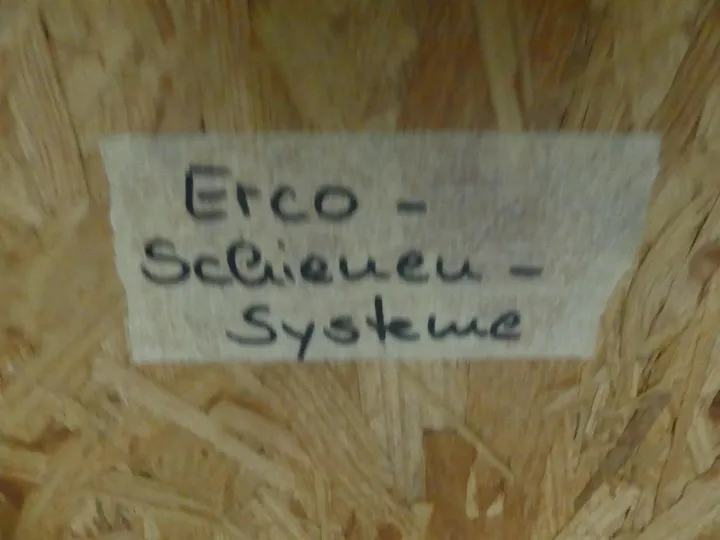 Erco -
Schienen -
Systeme